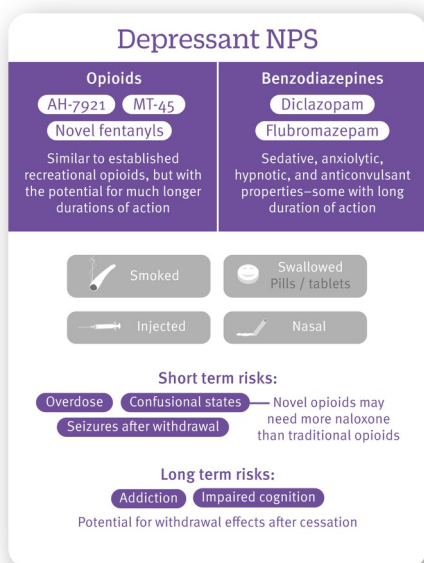 Depressant NPS
Opioids
AH-7921 MT-45
Novel fentanyls
Similar to established
recreational opioids, but with
the potential for much longer
durations of action
Benzodiazepines
Diclazopam
Flubromazepam
Sedative, anxiolytic,
hypnotic, and anticonvulsant
properties–some with long
duration of action
Smoked
Swallowed
Pills / tablets
Injected
Nasal
Short term risks:
Overdose Confusional states
Seizures after withdrawal
Novel opioids may
need more naloxone
than traditional opioids
Long term risks:
Addiction Impaired cognition
Potential for withdrawal effects after cessation